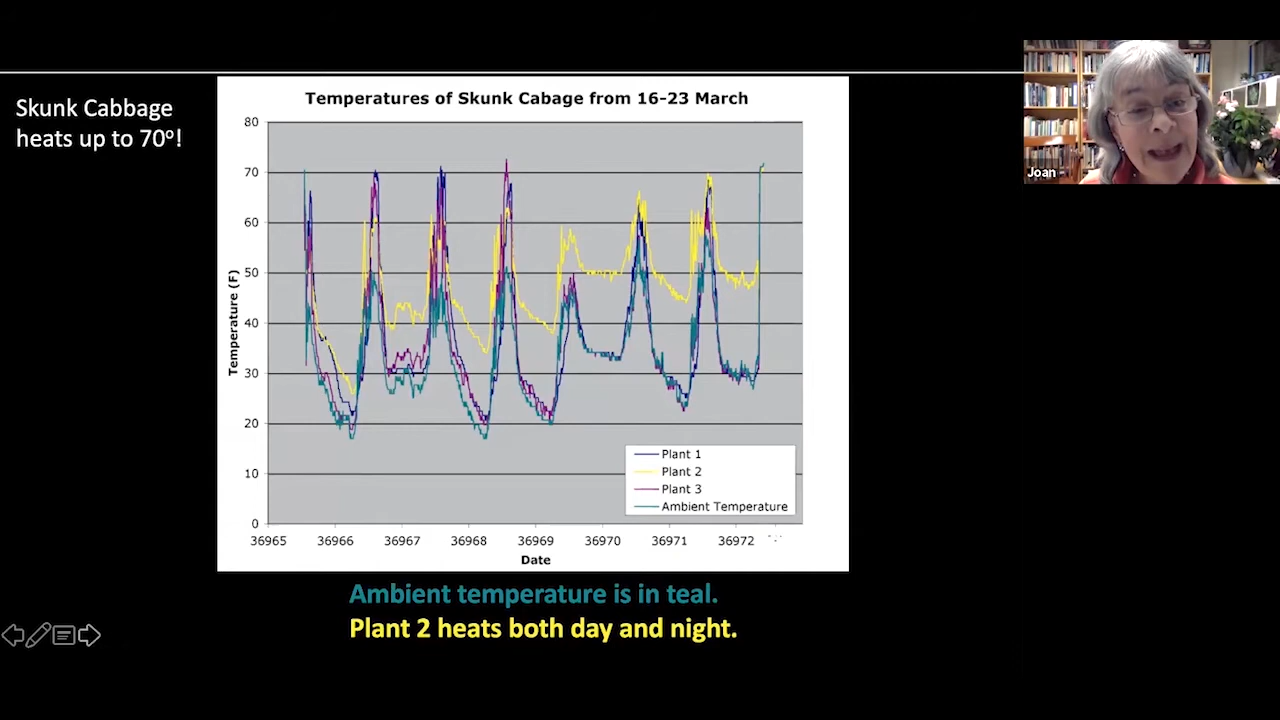 Skunk Cabbage
heats up to 70º!
Temperatures of Skunk Cabage from 16-23 March
80
70
60
50
40
30
20
10
0
Temperature (F)
36965 36966 36967 36968 36969 36970 36971 36972
Date
Plant 1
Plant 2
Plant 3
Ambient Temperature
Ambient temperature is in teal.
Plant 2 heats both day and night.
Joan